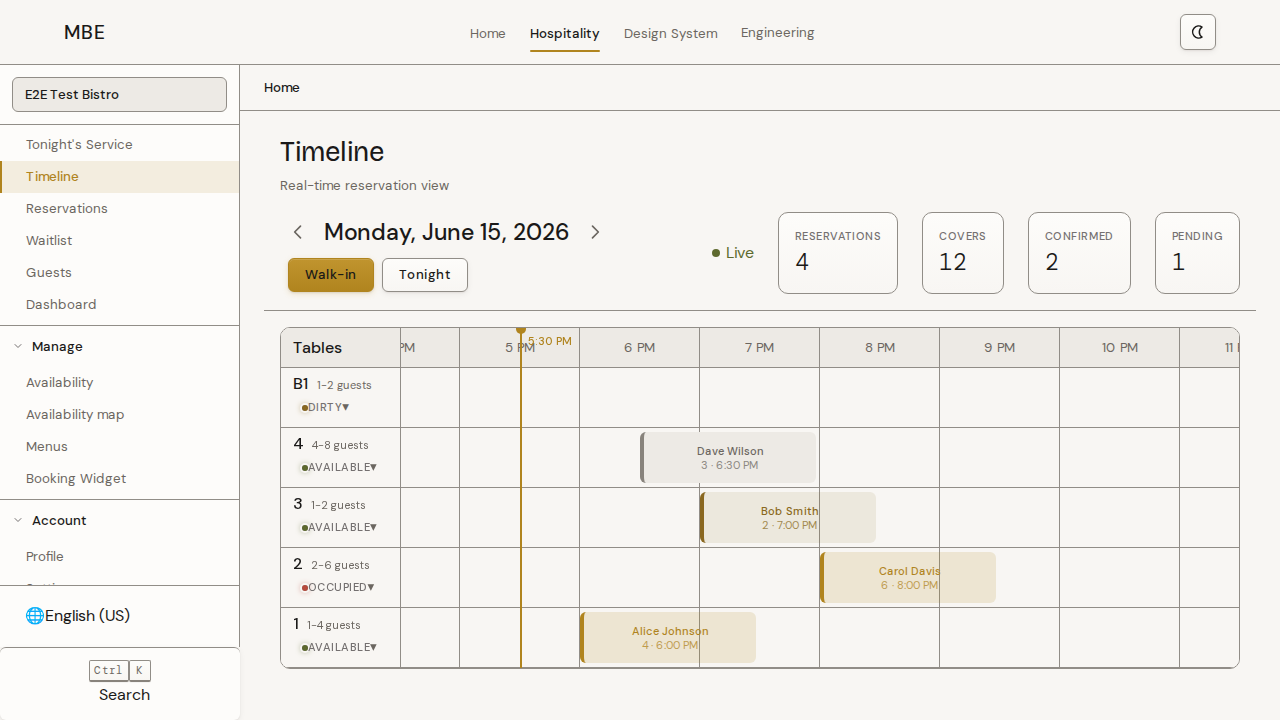 MBE
Home
Hospitality
Design System
Engineering
E2E Test Bistro
Tonight's Service
Timeline
Reservations
Waitlist
Guests
Dashboard
Manage
Availability
Availability map
Menus
Booking Widget
Account
Profile
English (US)
Ctrl K
Search
Home
Timeline
Real-time reservation view
Monday, June 15, 2026
Walk-in
Tonight
Live
RESERVATIONS
4
COVERS
12
CONFIRMED
2
PENDING
1
Tables
PM
5 PM
5:30 PM
6 PM
7 PM
8 PM
9 PM
10 PM
11
B1 1-2 guests
DIRTY▾
4 4-8 guests
AVAILABLE▾
Dave Wilson
3 · 6:30 PM
3 1-2 guests
AVAILABLE▾
Bob Smith
2 · 7:00 PM
2 2-6 guests
OCCUPIED▾
Carol Davis
6 · 8:00 PM
1 1-4 guests
AVAILABLE▾
Alice Johnson
4 · 6:00 PM